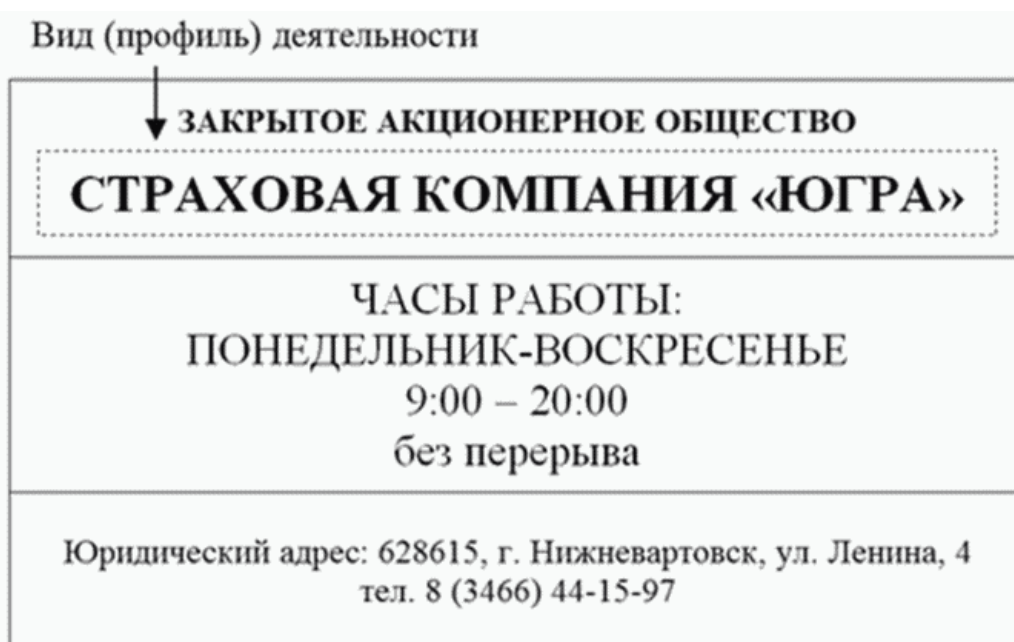 Вид (профиль) деятельности
ЗАКРЫТОЕ АКЦИОНЕРНОЕ ОБЩЕСТВО
СТРАХОВАЯ КОМПАНИЯ «ЮГРА»
ЧАСЫ РАБОТЫ:
ПОНЕДЕЛЬНИК-ВОСКРЕСЕНЬЕ
9:00 – 20:00
без перерыва
Юридический адрес: 628615, г. Нижневартовск, ул. Ленина, 4
тел. 8 (3466) 44-15-97